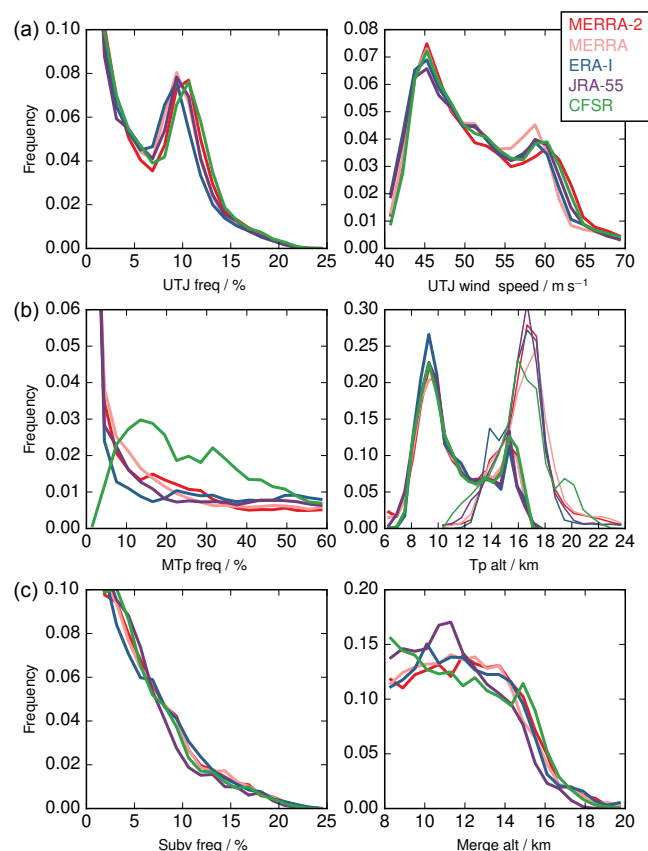 (a)
0.10
0.08
0.06
0.04
0.02
0.00
Frequency
0 5 10 15 20 25
UTJ freq / %
0.08
0.07
0.06
0.05
0.04
0.03
0.02
0.01
0.00
40 45 50 55 60 65 70
UTJ wind speed / m s⁻¹
MERRA-2
MERRA
ERA-I
JRA-55
CFSR
(b)
0.06
0.05
0.04
0.03
0.02
0.01
0.00
Frequency
0 10 20 30 40 50 60
MTp freq / %
0.30
0.25
0.20
0.15
0.10
0.05
0.00
6 8 10 12 14 16 18 20 22 24
Tp alt / km
(c)
0.10
0.08
0.06
0.04
0.02
0.00
Frequency
0 5 10 15 20 25
Subv freq / %
0.20
0.15
0.10
0.05
0.00
8 10 12 14 16 18 20
Merge alt / km